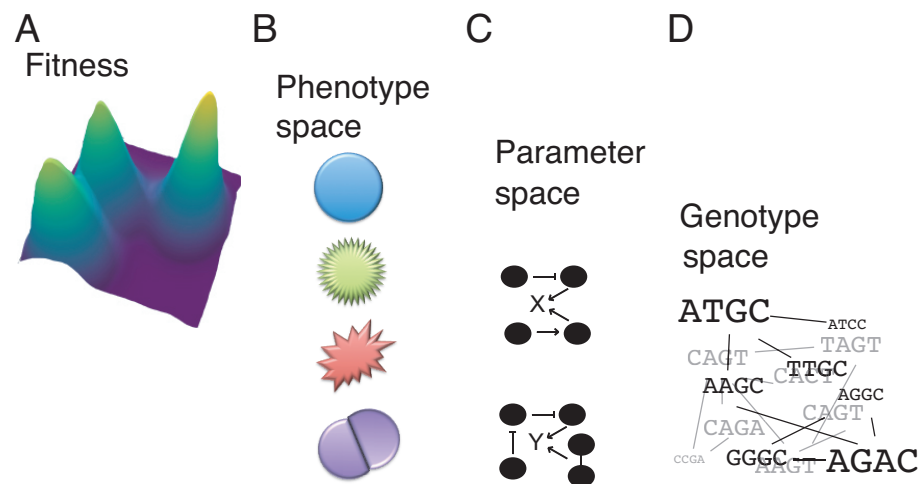 A
Fitness
B
Phenotype
space
C
Parameter
space
X
Y
D
Genotype
space
ATGC
ATCC
TAGT
CAGT
TTGC
CACT
AAGC
AGGC
CAGT
CAGA
CCGA
GGGC
AAGT
AGAC